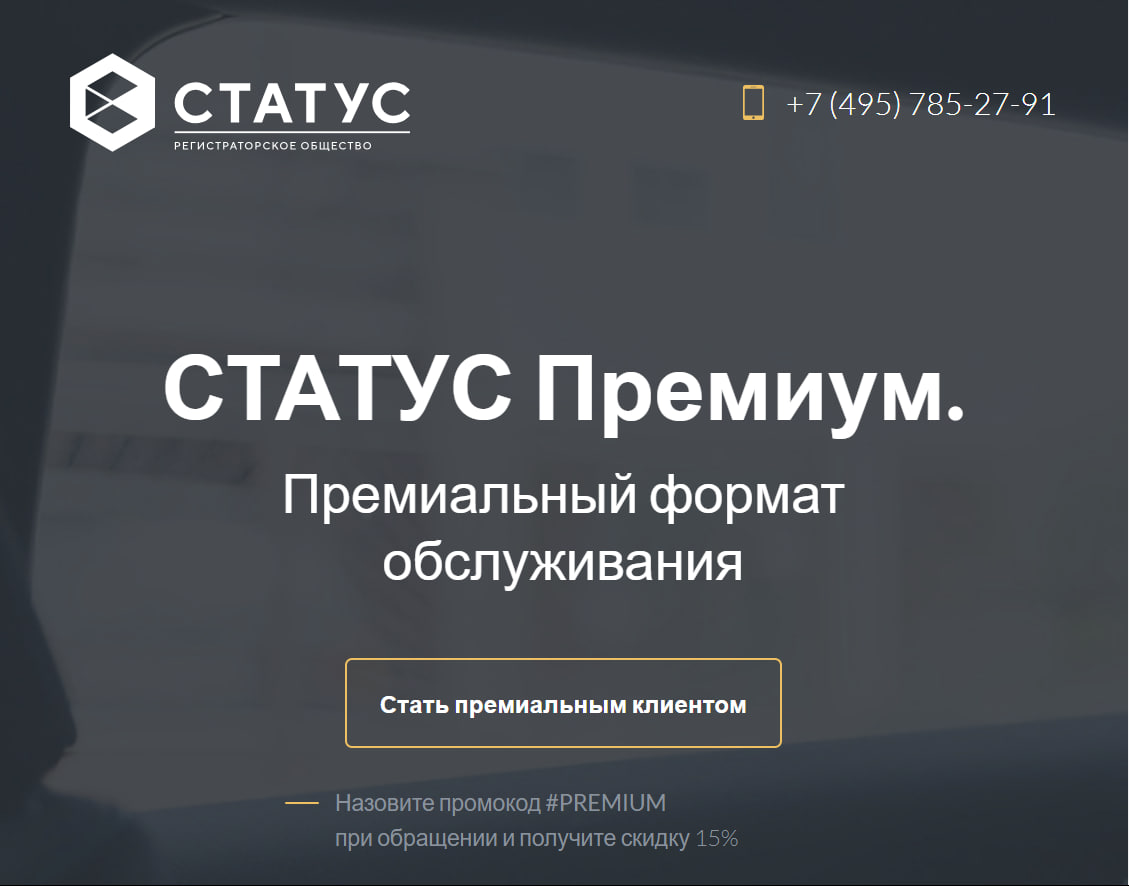 СТАТУС
РЕГИСТРАТОРСКОЕ ОБЩЕСТВО
+7 (495) 785-27-91
СТАТУС Премиум.
Премиальный формат
обслуживания
Стать премиальным клиентом
Назовите промокод #PREMIUM
при обращении и получите скидку 15%